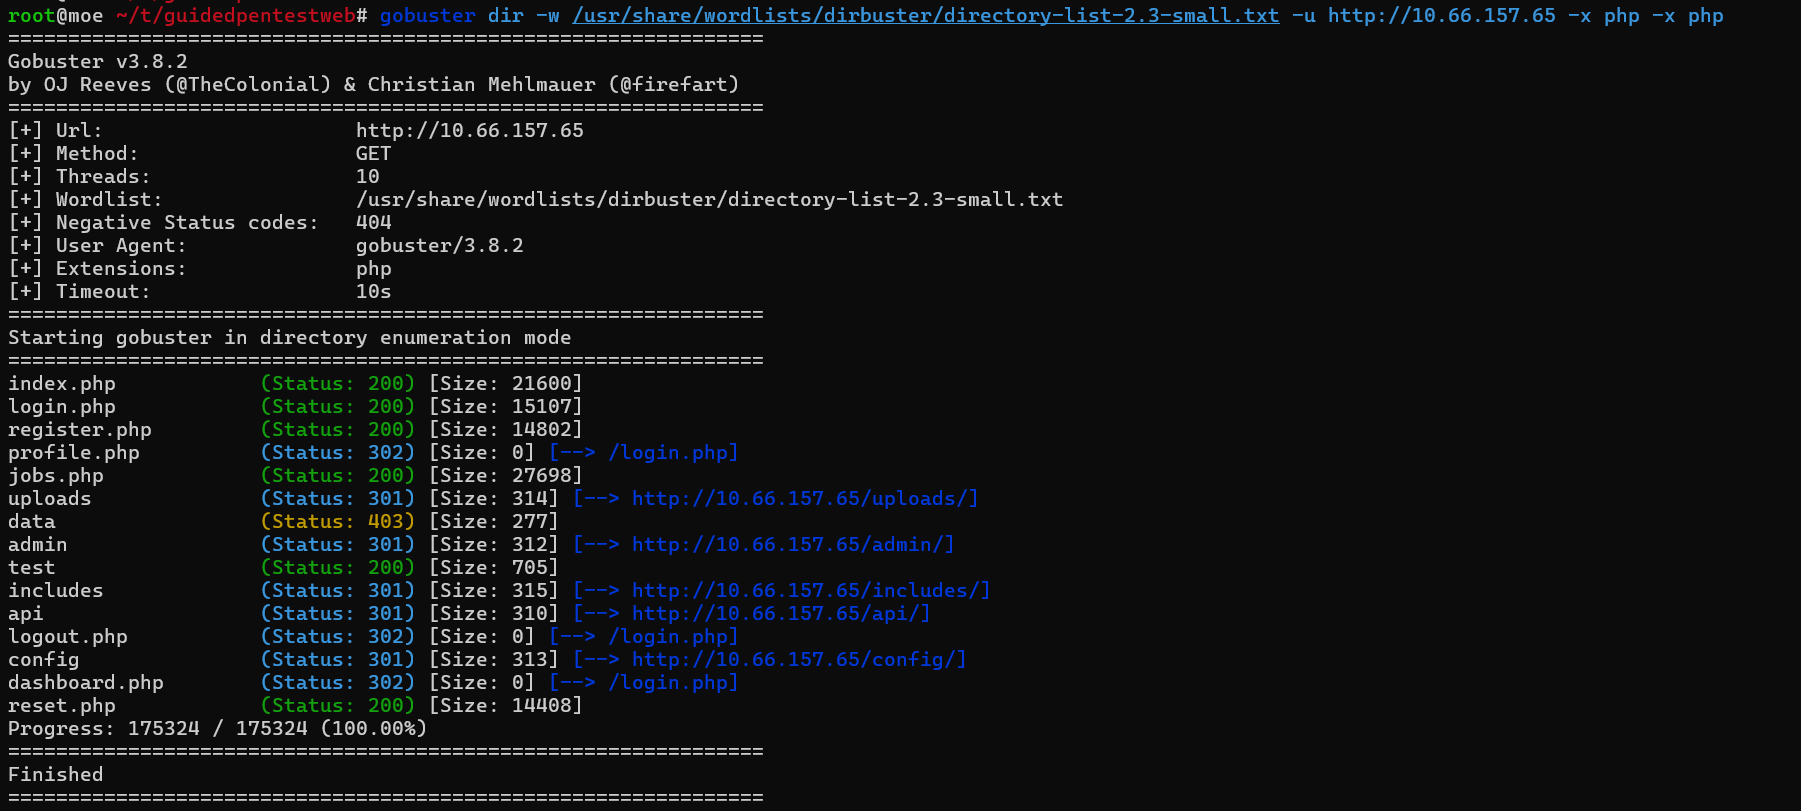 root@moe ~/t/guidedpentestweb# gobuster dir -w /usr/share/wordlists/dirbuster/directory-list-2.3-small.txt -u http://10.66.157.65 -x php -x php
===============================================================
Gobuster v3.8.2
by OJ Reeves (@TheColonial) & Christian Mehlmauer (@firefart)
===============================================================
[+] Url:                     http://10.66.157.65
[+] Method:                  GET
[+] Threads:                 10
[+] Wordlist:                /usr/share/wordlists/dirbuster/directory-list-2.3-small.txt
[+] Negative Status codes:   404
[+] User Agent:              gobuster/3.8.2
[+] Extensions:              php
[+] Timeout:                 10s
===============================================================
Starting gobuster in directory enumeration mode
===============================================================
index.php            (Status: 200) [Size: 21600]
login.php            (Status: 200) [Size: 15107]
register.php         (Status: 200) [Size: 14802]
profile.php          (Status: 302) [Size: 0] [--> /login.php]
jobs.php             (Status: 200) [Size: 27698]
uploads              (Status: 301) [Size: 314] [--> http://10.66.157.65/uploads/]
data                 (Status: 403) [Size: 277]
admin                (Status: 301) [Size: 312] [--> http://10.66.157.65/admin/]
test                 (Status: 200) [Size: 705]
includes             (Status: 301) [Size: 315] [--> http://10.66.157.65/includes/]
api                  (Status: 301) [Size: 310] [--> http://10.66.157.65/api/]
logout.php           (Status: 302) [Size: 0] [--> /login.php]
config               (Status: 301) [Size: 313] [--> http://10.66.157.65/config/]
dashboard.php        (Status: 302) [Size: 0] [--> /login.php]
reset.php            (Status: 200) [Size: 14408]
Progress: 175324 / 175324 (100.00%)
===============================================================
Finished
===============================================================